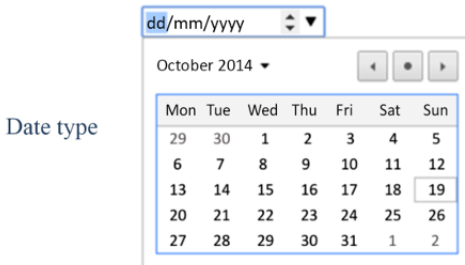 dd/mm/yyyy
October 2014
Date type
Mon Tue Wed Thu Fri Sat Sun
29 30 1 2 3 4 5
6 7 8 9 10 11 12
13 14 15 16 17 18 19
20 21 22 23 24 25 26
27 28 29 30 31 1 2